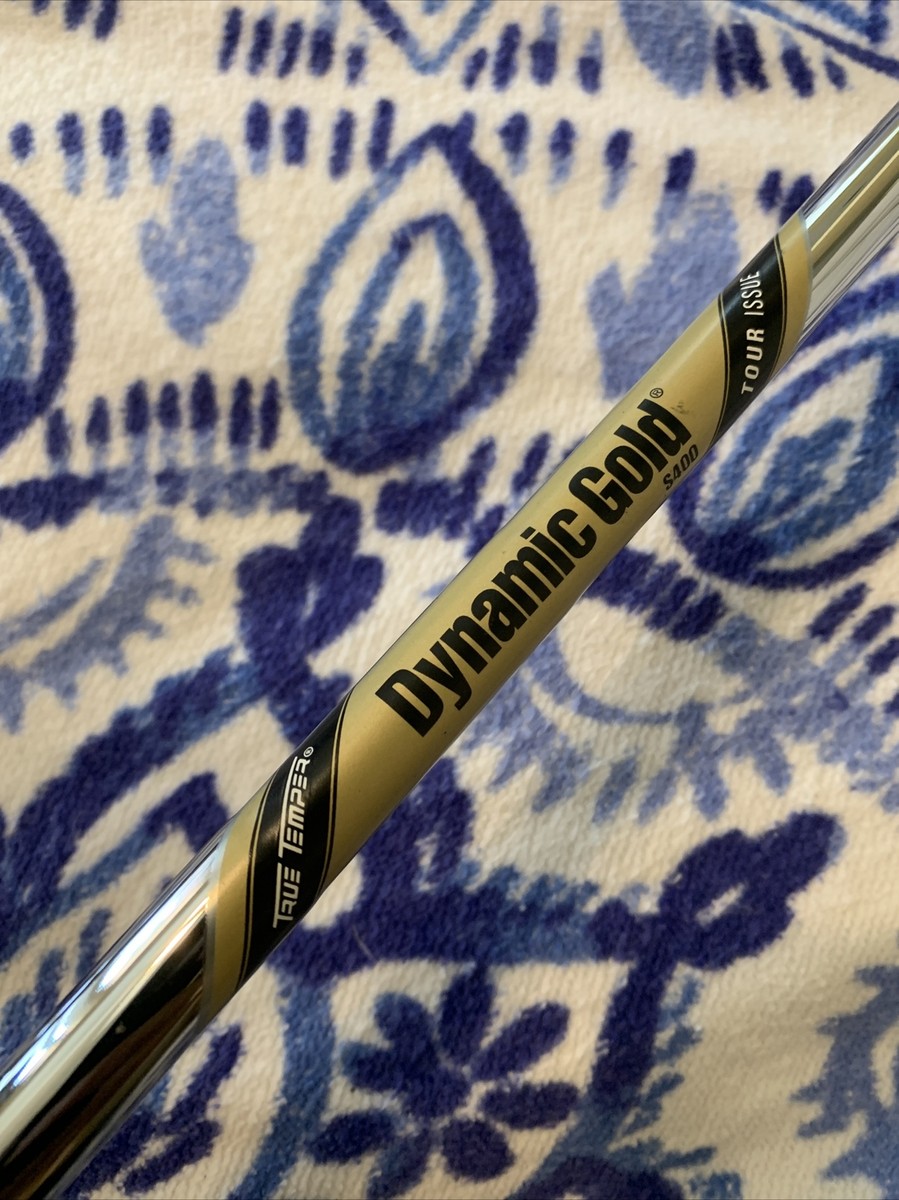 TRUE TEMPER®
Dynamic Gold®
S400
TOUR ISSUE